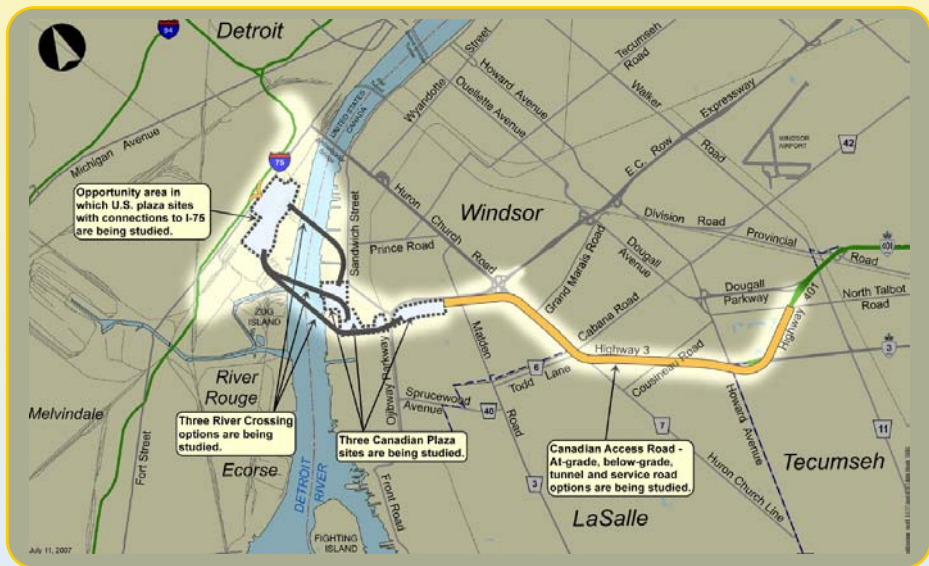 94
Detroit
Street
Howard Avenue
Tecumseh
Road
Walker
Road
Expressway
Wyandotte
Ouellette Avenue
UNITED STATES
CANADA
E.C. Row
WINDSOR
AIRPORT
42
Michigan Avenue
75
Opportunity area in
which U.S. plaza sites
with connections to I-75
are being studied.
Sandwich Street
Huron
Church
Road
Windsor
Prince Road
Grand Marais Road
Division Road
Provincial
Road
401
Dougall
Avenue
Dougall
Parkway
North Talbot
Road
Highway 401
3
Cabana Road
Highway 3
Cousineau Road
ZUG
ISLAND
River
Rouge
Melvindale
Fort Street
Ecorse
Three River Crossing
options are being
studied.
Three Canadian Plaza
sites are being studied.
Ojibway Parkway
Malden
Road
Todd Lane
6
Sprucewood
Avenue
40
3
Canadian Access Road -
At-grade, below-grade,
tunnel and service road
options are being studied.
7
Howard Avenue
Huron Church Line
11
Tecumseh
LaSalle
DETROIT
RIVER
Front Road
FIGHTING
ISLAND
July 11, 2007